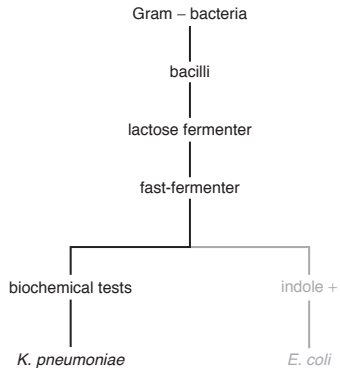 Gram – bacteria
bacilli
lactose fermenter
fast-fermenter
biochemical tests
indole +
K. pneumoniae
E. coli